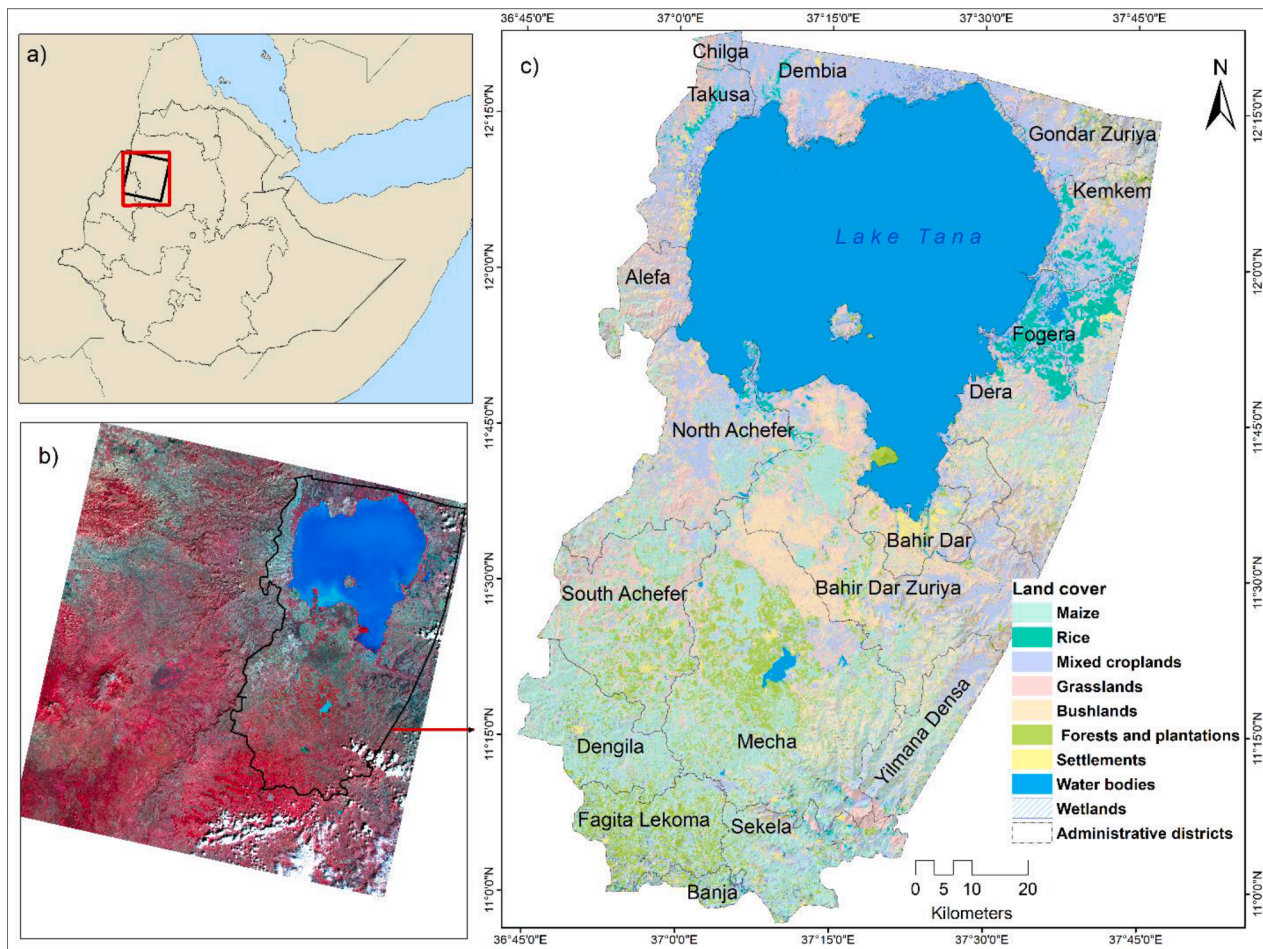 a)
b)
c)
36°45'0"E
37°0'0"E
37°15'0"E
37°30'0"E
37°45'0"E
12°15'0"N
12°0'0"N
11°45'0"N
11°30'0"N
11°15'0"N
11°0'0"N
12°15'0"N
12°0'0"N
11°45'0"N
11°30'0"N
11°15'0"N
11°0'0"N
N
Chilga
Dembia
Takusa
Gondar Zuriya
Kemkem
Lake Tana
Alefa
Fogera
Dera
North Achefer
Bahir Dar
South Achefer
Bahir Dar Zuriya
Yilmana Densa
Dengila
Mecha
Fagita Lekoma
Sekela
Banja
Land cover
Maize
Rice
Mixed croplands
Grasslands
Bushlands
Forests and plantations
Settlements
Water bodies
Wetlands
Administrative districts
0 5 10 20
Kilometers
36°45'0"E
37°0'0"E
37°15'0"E
37°30'0"E
37°45'0"E